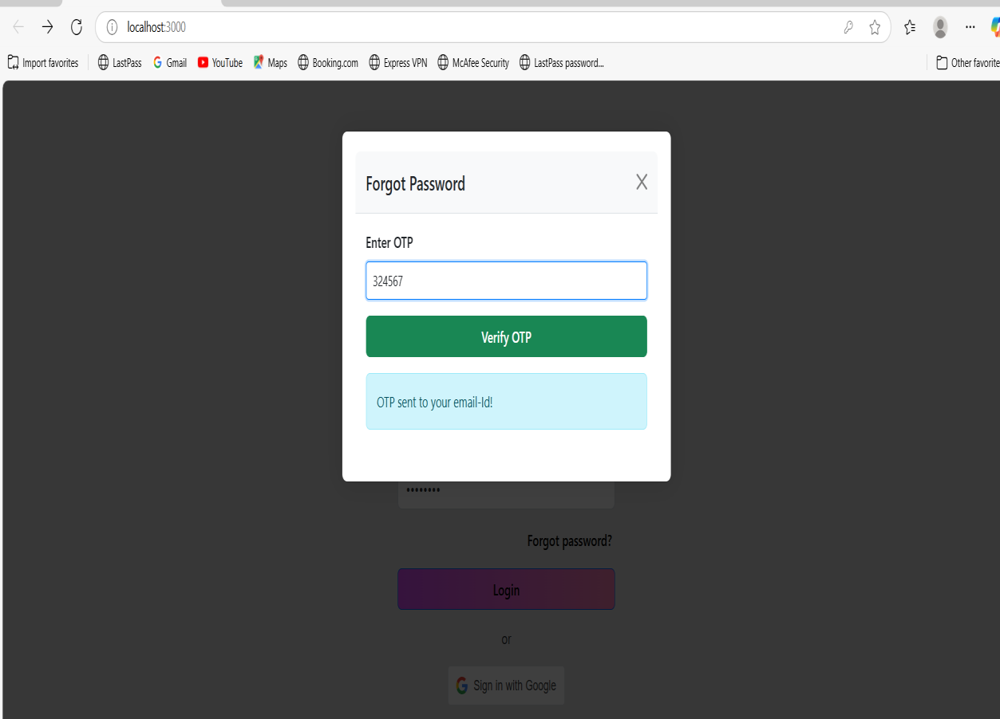 localhost:3000
Import favorites LastPass Gmail YouTube Maps Booking.com Express VPN McAfee Security LastPass password... Other favorite
Forgot Password X
Enter OTP
324567
Verify OTP
OTP sent to your email-Id!
Forgot password?
Login
or
Sign in with Google